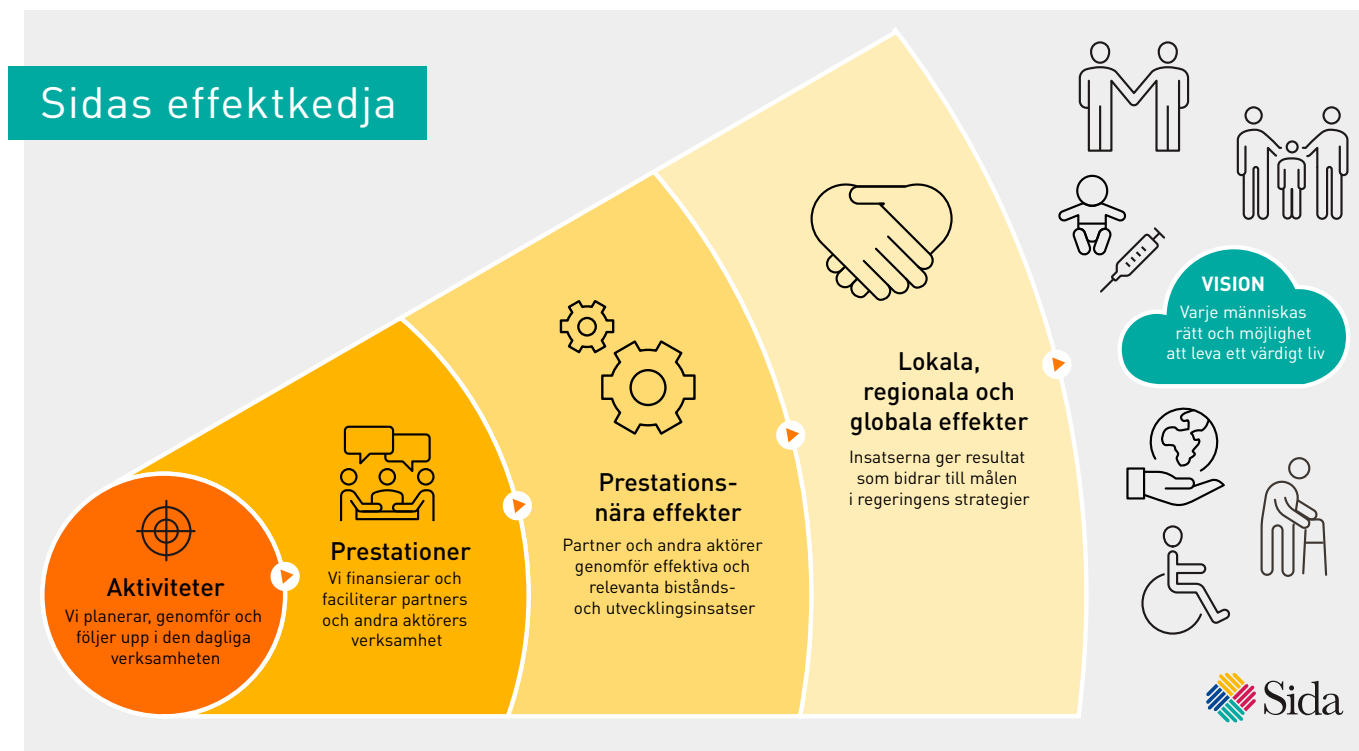 Sidas effektkedja
Aktiviteter
Vi planerar, genomför och
följer upp i den dagliga
verksamheten
Prestationer
Vi finansierar och
faciliterar partners
och andra aktörers
verksamhet
Prestations-
nära effekter
Partner och andra aktörer
genomför effektiva och
relevanta bistånds-
och utvecklingsinsatser
Lokala,
regionala och
globala effekter
Insatserna ger resultat
som bidrar till målen
i regeringens strategier
VISION
Varje människas
rätt och möjlighet
att leva ett värdigt liv
Sida